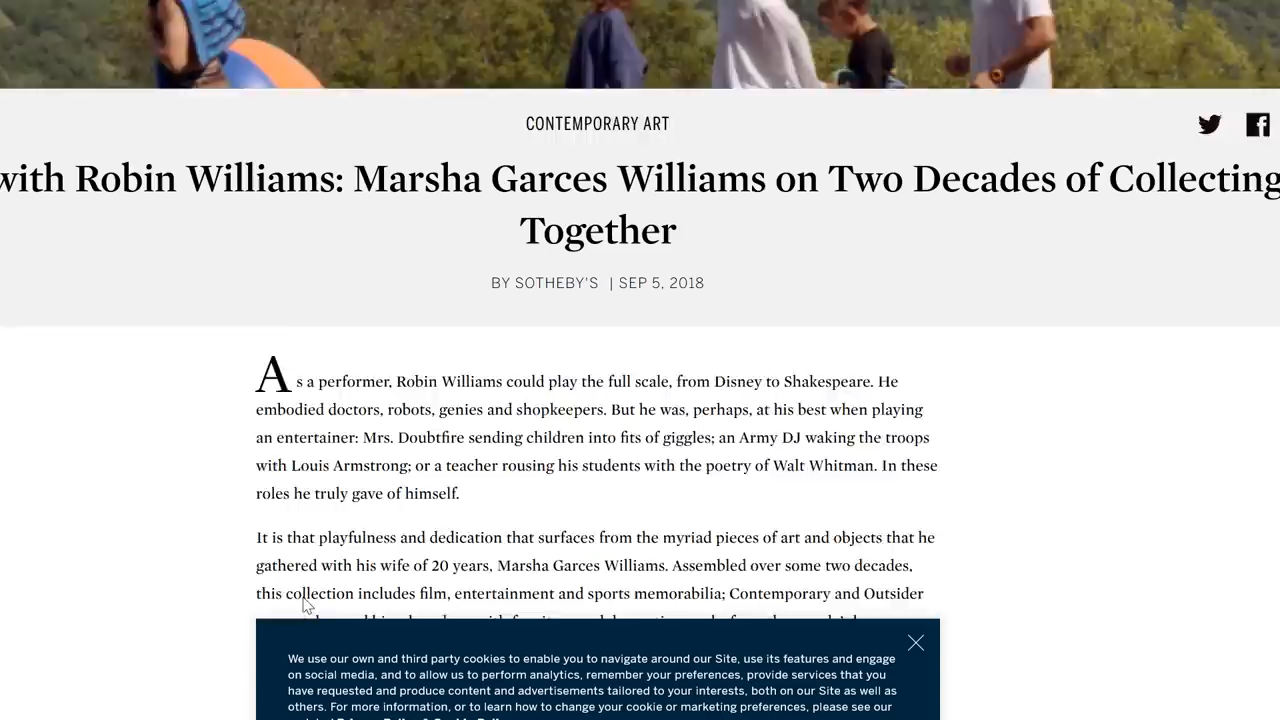 CONTEMPORARY ART
with Robin Williams: Marsha Garces Williams on Two Decades of Collecting
Together
BY SOTHEBY'S | SEP 5, 2018
As a performer, Robin Williams could play the full scale, from Disney to Shakespeare. He
embodied doctors, robots, genies and shopkeepers. But he was, perhaps, at his best when playing
an entertainer: Mrs. Doubtfire sending children into fits of giggles; an Army DJ waking the troops
with Louis Armstrong; or a teacher rousing his students with the poetry of Walt Whitman. In these
roles he truly gave of himself.
It is that playfulness and dedication that surfaces from the myriad pieces of art and objects that he
gathered with his wife of 20 years, Marsha Garces Williams. Assembled over some two decades,
this collection includes film, entertainment and sports memorabilia; Contemporary and Outsider
We use our own and third party cookies to enable you to navigate around our Site, use its features and engage
on social media, and to allow us to perform analytics, remember your preferences, provide services that you
have requested and produce content and advertisements tailored to your interests, both on our Site as well as
others. For more information, or to learn how to change your cookie or marketing preferences, please see our